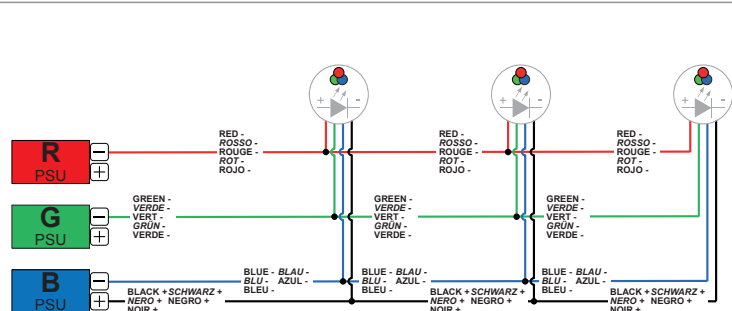 RED -
ROSSO -
ROUGE -
ROT -
ROJO -
RED -
ROSSO -
ROUGE -
ROT -
ROJO -
RED -
ROSSO -
ROUGE -
ROT -
ROJO -
R
PSU
GREEN -
VERDE -
VERT -
GRÜN -
VERDE -
GREEN -
VERDE -
VERT -
GRÜN -
VERDE -
GREEN -
VERDE -
VERT -
GRÜN -
VERDE -
G
PSU
BLUE - BLAU -
BLU - AZUL -
BLEU -
BLUE - BLAU -
BLU - AZUL -
BLEU -
BLUE - BLAU -
BLU - AZUL -
BLEU -
B
PSU
BLACK + SCHWARZ +
NERO + NEGRO +
NOIR +
BLACK + SCHWARZ +
NERO + NEGRO +
NOIR +
BLACK + SCHWARZ +
NERO + NEGRO +
NOIR +